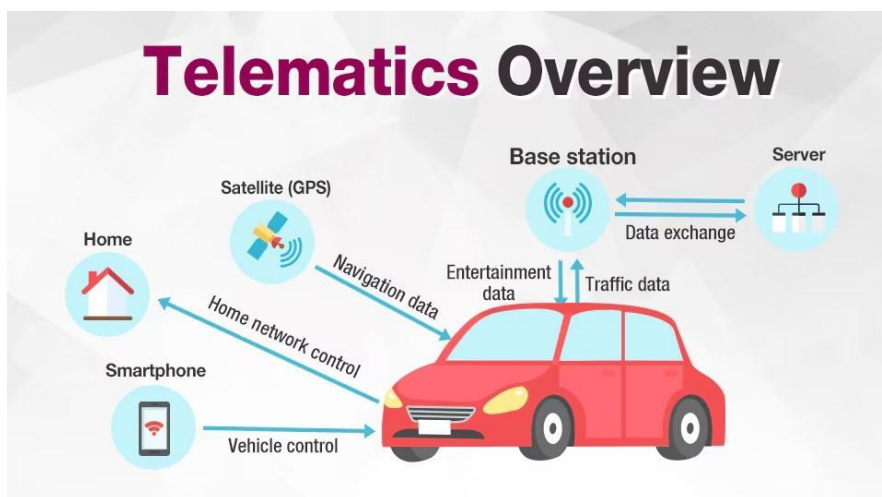 Telematics Overview
Base station
Server
Satellite (GPS)
Data exchange
Home
Navigation data
Entertainment
data
Traffic data
Home network control
Smartphone
Vehicle control